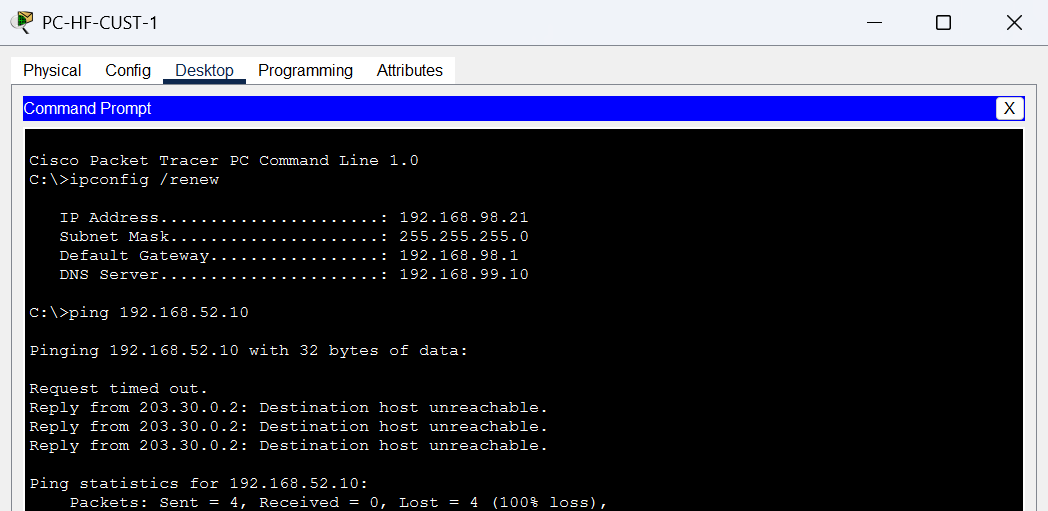 PC-HF-CUST-1
Physical Config Desktop Programming Attributes
Command Prompt X
Cisco Packet Tracer PC Command Line 1.0
C:\>ipconfig /renew
IP Address......................: 192.168.98.21
Subnet Mask.....................: 255.255.255.0
Default Gateway.................: 192.168.98.1
DNS Server......................: 192.168.99.10
C:\>ping 192.168.52.10
Pinging 192.168.52.10 with 32 bytes of data:
Request timed out.
Reply from 203.30.0.2: Destination host unreachable.
Reply from 203.30.0.2: Destination host unreachable.
Reply from 203.30.0.2: Destination host unreachable.
Ping statistics for 192.168.52.10:
Packets: Sent = 4, Received = 0, Lost = 4 (100% loss),